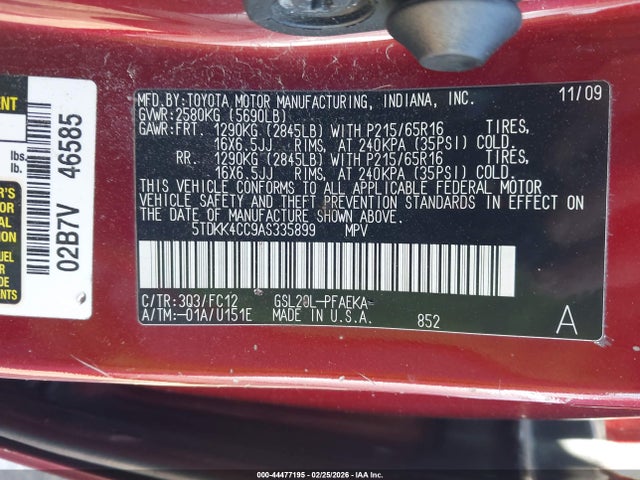 MFD.BY:TOYOTA MOTOR MANUFACTURING, INDIANA, INC. 11/09
GVWR:2580KG (5690LB)
GAWR:FRT. 1290KG (2845LB) WITH P215/65R16 TIRES,
16X6.5JJ RIMS, AT 240KPA (35PSI) COLD.
RR. 1290KG (2845LB) WITH P215/65R16 TIRES,
16X6.5JJ RIMS, AT 240KPA (35PSI) COLD.
THIS VEHICLE CONFORMS TO ALL APPLICABLE FEDERAL MOTOR
VEHICLE SAFETY AND THEFT PREVENTION STANDARDS IN EFFECT
ON THE DATE OF MANUFACTURE SHOWN ABOVE.
5TDKK4CC9AS335899 MPV
C/TR:3Q3/FC12 GSL20L-PFAEKA
A/TM:-01A/U151E MADE IN U.S.A. 852 A
lbs.
lb.
02B7V 46585
000-44477195 - 02/25/2026 - IAAI.COM